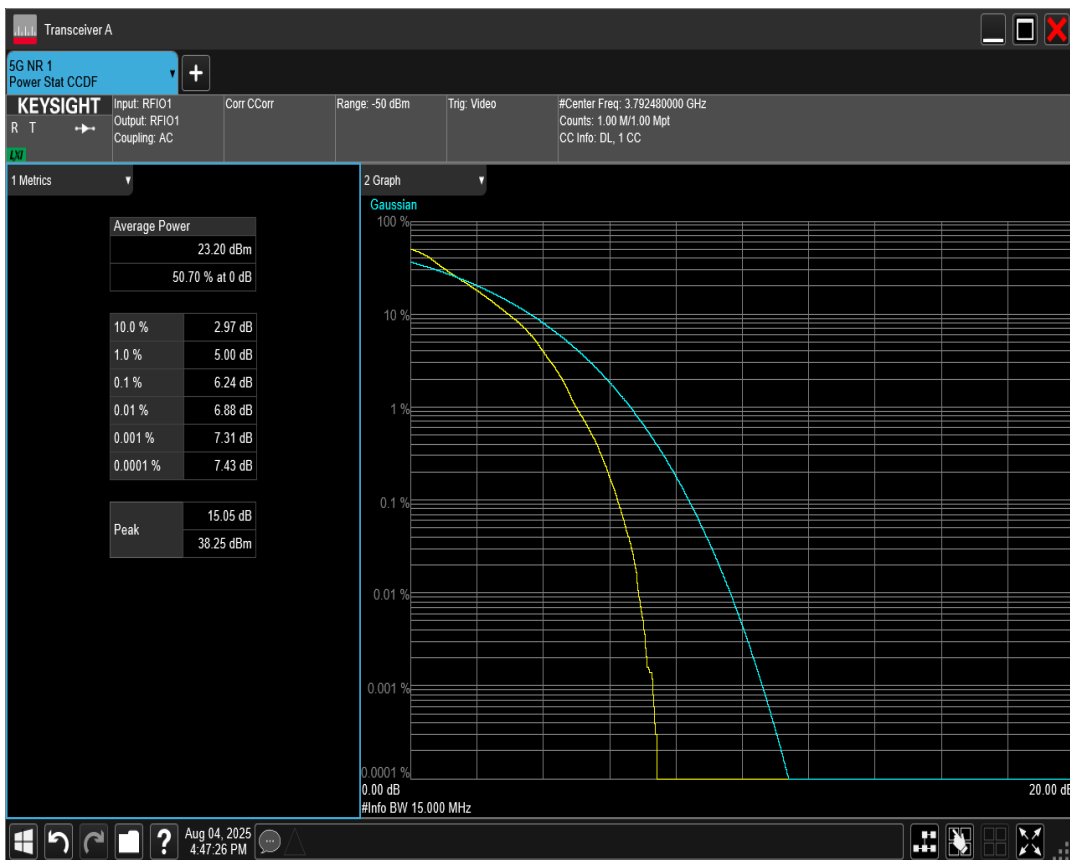 Transceiver A
5G NR 1
Power Stat CCDF
+
KEYSIGHT
R T
LXI
Input: RFIO1
Output: RFIO1
Coupling: AC
Corr CCorr
Range: -50 dBm
Trig: Video
#Center Freq: 3.792480000 GHz
Counts: 1.00 M/1.00 Mpt
CC Info: DL, 1 CC
1 Metrics
Average Power
23.20 dBm
50.70 % at 0 dB
10.0 % 2.97 dB
1.0 % 5.00 dB
0.1 % 6.24 dB
0.01 % 6.88 dB
0.001 % 7.31 dB
0.0001 % 7.43 dB
Peak 15.05 dB
38.25 dBm
2 Graph
Gaussian
100 %
10 %
1 %
0.1 %
0.01 %
0.001 %
0.0001 %
0.00 dB 20.00 dB
#Info BW 15.000 MHz
?
Aug 04, 2025
4:47:26 PM